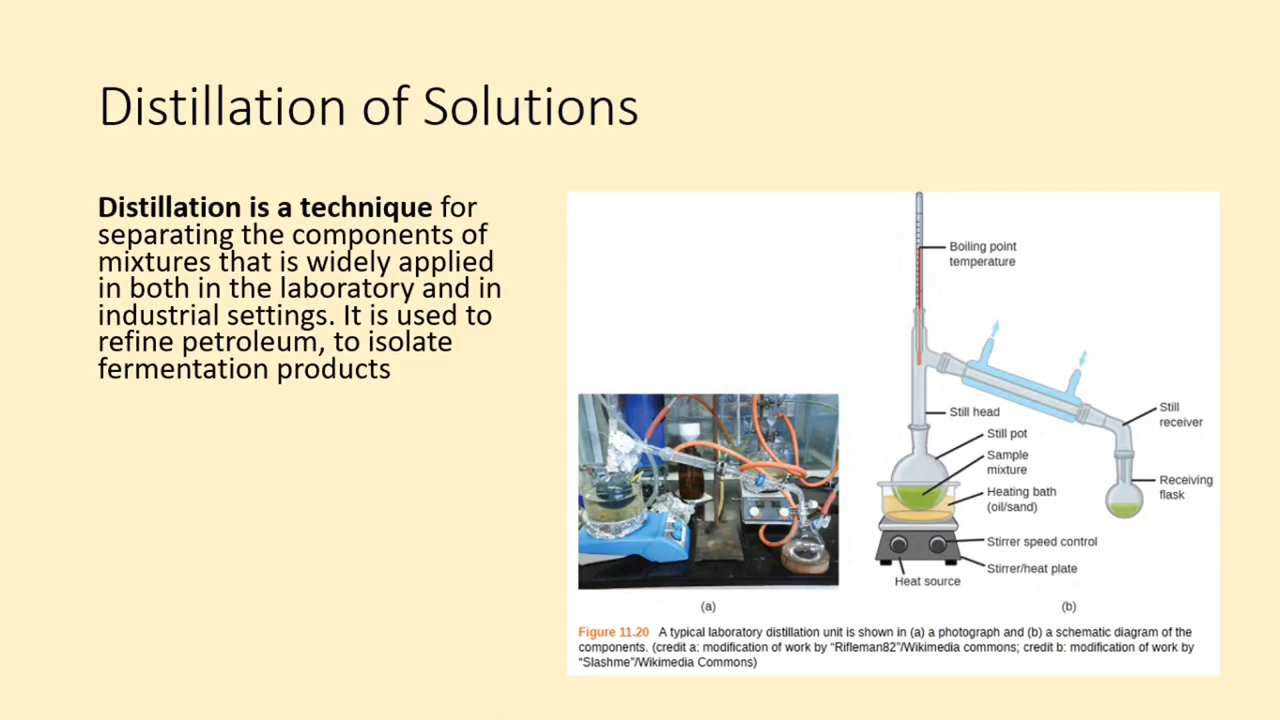 Distillation of Solutions
Distillation is a technique for
separating the components of
mixtures that is widely applied
in both in the laboratory and in
industrial settings. It is used to
refine petroleum, to isolate
fermentation products
Boiling point
temperature
Still head
Still pot
Sample
mixture
Heating bath
(oil/sand)
Stirrer speed control
Stirrer/heat plate
Heat source
Still
receiver
Receiving
flask
(a)
(b)
Figure 11.20 A typical laboratory distillation unit is shown in (a) a photograph and (b) a schematic diagram of the
components. (credit a: modification of work by “Rifleman82”/Wikimedia commons; credit b: modification of work by
“Slashme”/Wikimedia Commons)